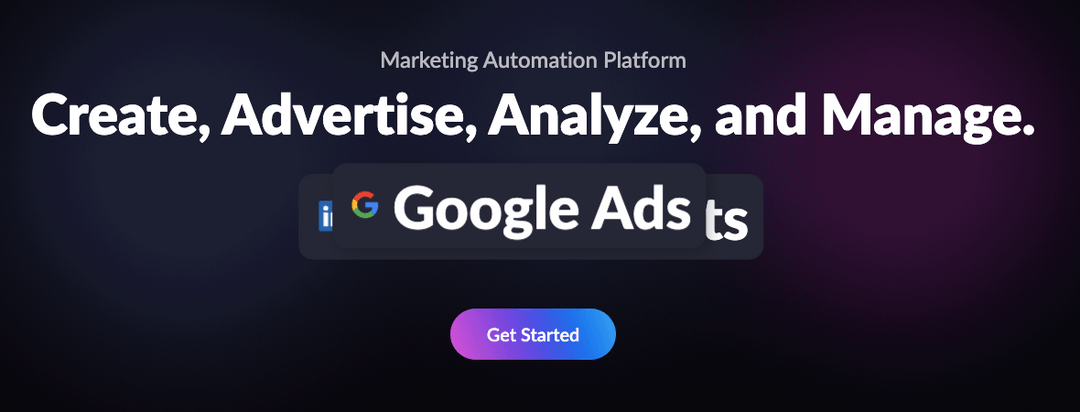 Marketing Automation Platform
Create, Advertise, Analyze, and Manage.
Google Ads
Get Started